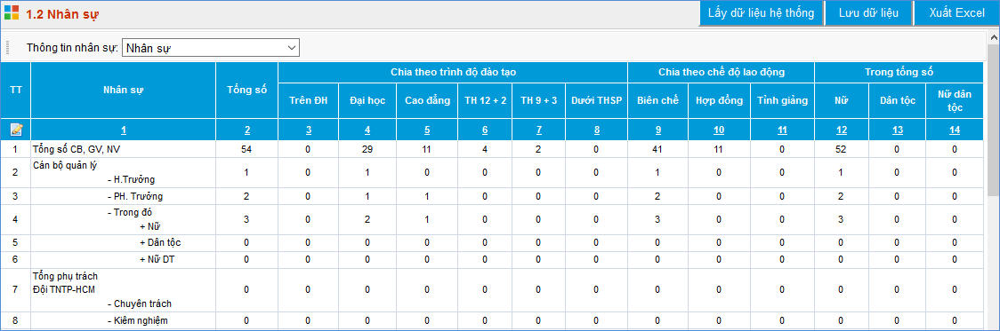 1.2 Nhân sự
Lấy dữ liệu hệ thống
Lưu dữ liệu
Xuất Excel
Thông tin nhân sự: Nhân sự
TT Nhân sự Tổng số Chia theo trình độ đào tạo Chia theo chế độ lao động Trong tổng số
Trên ĐH Đại học Cao đẳng TH 12 + 2 TH 9 + 3 Dưới THSP Biên chế Hợp đồng Tỉnh giảng Nữ Dân tộc Nữ dân tộc
1 2 3 4 5 6 7 8 9 10 11 12 13 14
1 Tổng số CB, GV, NV 54 0 29 11 4 2 0 41 11 0 52 0 0
2 Cán bộ quản lý
- H.Trưởng 1 0 1 0 0 0 0 1 0 0 1 0 0
3 - PH. Trưởng 2 0 1 1 0 0 0 2 0 0 2 0 0
4 - Trong đó
+ Nữ 3 0 2 1 0 0 0 3 0 0 3 0 0
5 + Dân tộc 0 0 0 0 0 0 0 0 0 0 0 0 0
6 + Nữ DT 0 0 0 0 0 0 0 0 0 0 0 0 0
7 Tổng phụ trách
Đội TNTP-HCM
- Chuyên trách 0 0 0 0 0 0 0 0 0 0 0 0 0
8 - Kiêm nghiệm 0 0 0 0 0 0 0 0 0 0 0 0 0